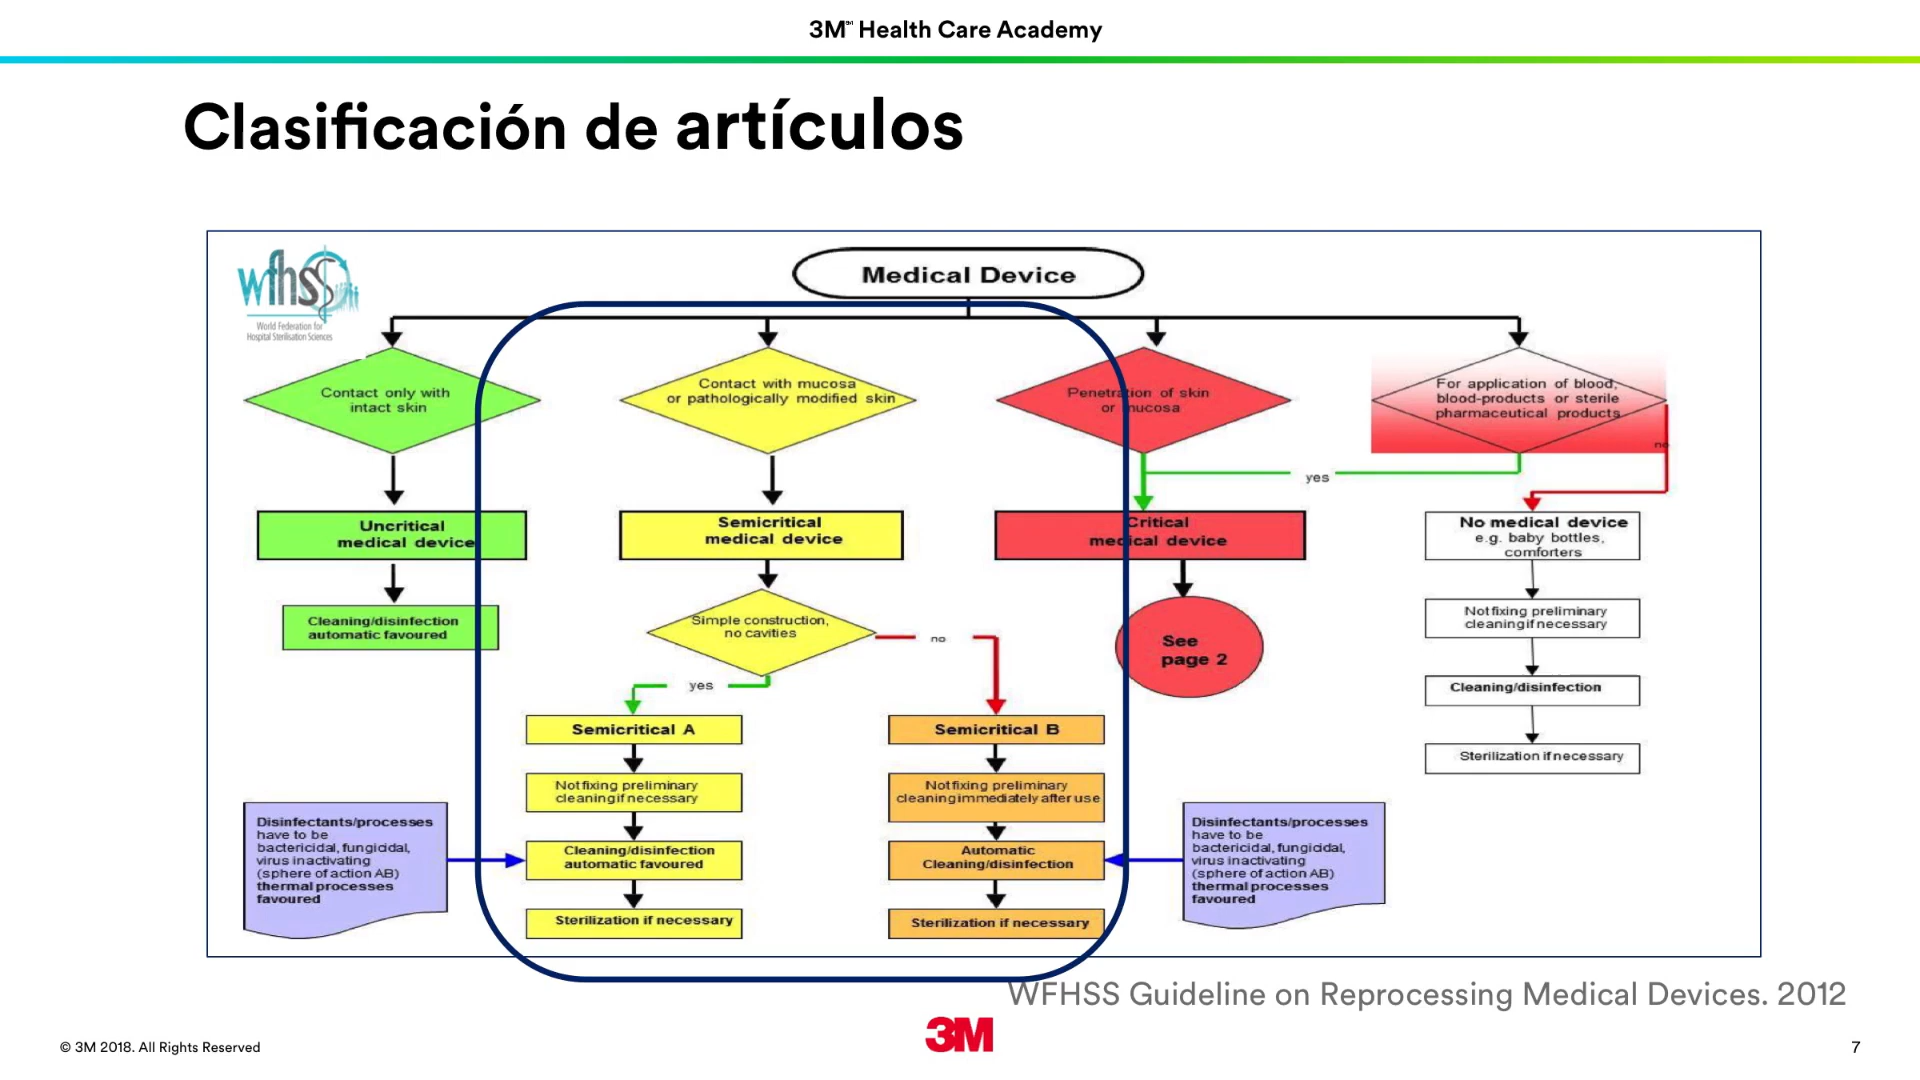 3M℠ Health Care Academy
Clasificación de artículos
wfhss
World Federation for
Hospital Sterilisation Sciences
Medical Device
Contact only with
intact skin
Contact with mucosa
or pathologically modified skin
Penetration of skin
or mucosa
For application of blood,
blood-products or sterile
pharmaceutical products
no
yes
Uncritical
medical device
Semicritical
medical device
Critical
medical device
No medical device
e.g. baby bottles,
comforters
Cleaning/disinfection
automatic favoured
Simple construction,
no cavities
no
yes
See
page 2
Not fixing preliminary
cleaning if necessary
Cleaning/disinfection
Sterilization if necessary
Semicritical A
Not fixing preliminary
cleaning if necessary
Cleaning/disinfection
automatic favoured
Sterilization if necessary
Semicritical B
Not fixing preliminary
cleaning immediately after use
Automatic
Cleaning/disinfection
Sterilization if necessary
Disinfectants/processes
have to be
bactericidal, fungicidal,
virus inactivating
(sphere of action AB)
thermal processes
favoured
Disinfectants/processes
have to be
bactericidal, fungicidal,
virus inactivating
(sphere of action AB)
thermal processes
favoured
WFHSS Guideline on Reprocessing Medical Devices. 2012
© 3M 2018. All Rights Reserved
3M
7